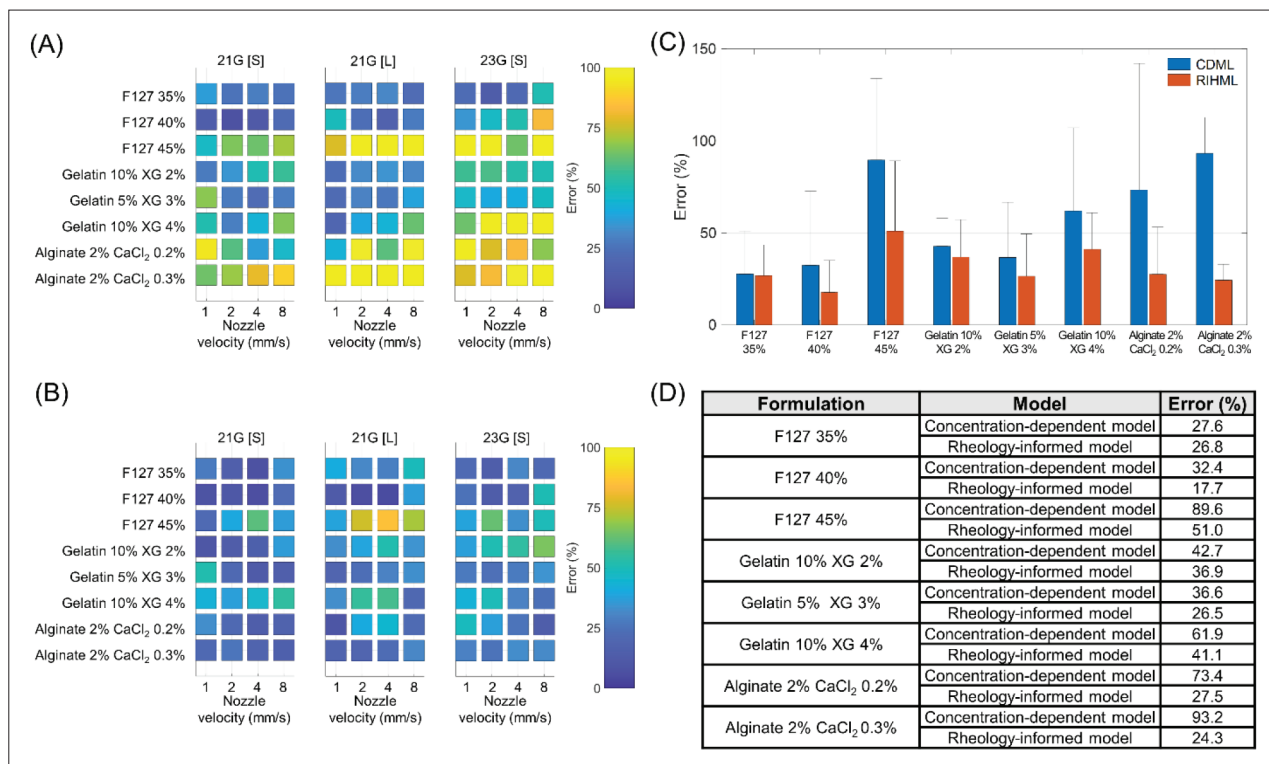 (A)
21G [S] 21G [L] 23G [S]
F127 35%
F127 40%
F127 45%
Gelatin 10% XG 2%
Gelatin 5% XG 3%
Gelatin 10% XG 4%
Alginate 2% CaCl₂ 0.2%
Alginate 2% CaCl₂ 0.3%
1 2 4 8 1 2 4 8 1 2 4 8
Nozzle Nozzle Nozzle
velocity (mm/s) velocity (mm/s) velocity (mm/s)
100
75
50
25
0
Error (%)
(B)
21G [S] 21G [L] 23G [S]
F127 35%
F127 40%
F127 45%
Gelatin 10% XG 2%
Gelatin 5% XG 3%
Gelatin 10% XG 4%
Alginate 2% CaCl₂ 0.2%
Alginate 2% CaCl₂ 0.3%
1 2 4 8 1 2 4 8 1 2 4 8
Nozzle Nozzle Nozzle
velocity (mm/s) velocity (mm/s) velocity (mm/s)
100
75
50
25
0
Error (%)
(C)
150
100
50
0
Error (%)
CDML
RIHML
F127 F127 F127 Gelatin 10% Gelatin 5% Gelatin 10% Alginate 2% Alginate 2%
35% 40% 45% XG 2% XG 3% XG 4% CaCl₂ 0.2% CaCl₂ 0.3%
(D)
Formulation Model Error (%)
F127 35% Concentration-dependent model 27.6
Rheology-informed model 26.8
F127 40% Concentration-dependent model 32.4
Rheology-informed model 17.7
F127 45% Concentration-dependent model 89.6
Rheology-informed model 51.0
Gelatin 10% XG 2% Concentration-dependent model 42.7
Rheology-informed model 36.9
Gelatin 5% XG 3% Concentration-dependent model 36.6
Rheology-informed model 26.5
Gelatin 10% XG 4% Concentration-dependent model 61.9
Rheology-informed model 41.1
Alginate 2% CaCl₂ 0.2% Concentration-dependent model 73.4
Rheology-informed model 27.5
Alginate 2% CaCl₂ 0.3% Concentration-dependent model 93.2
Rheology-informed model 24.3